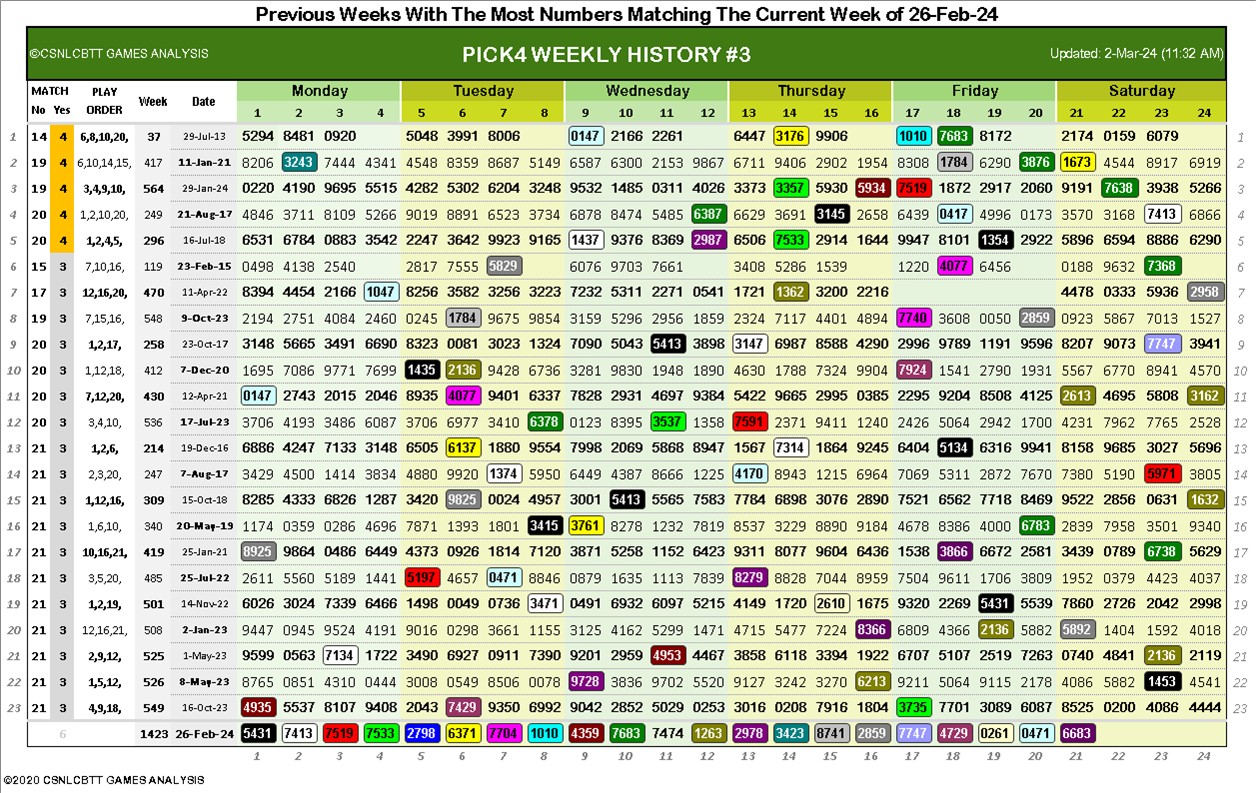 Previous Weeks With The Most Numbers Matching The Current Week of 26-Feb-24
©CSNLCBTT GAMES ANALYSIS PICK4 WEEKLY HISTORY #3 Updated: 2-Mar-24 (11:32 AM)
MATCH PLAY Week Date Monday Tuesday Wednesday Thursday Friday Saturday
No Yes ORDER 1 2 3 4 5 6 7 8 9 10 11 12 13 14 15 16 17 18 19 20 21 22 23 24
1 14 4 6,8,10,20, 37 29-Jul-13 5294 8481 0920 5048 3991 8006 0147 2166 2261 6447 3176 9906 1010 7683 8172 2174 0159 6079 1
2 19 4 6,10,14,15, 417 11-Jan-21 8206 3243 7444 4341 4548 8359 8687 5149 6587 6300 2153 9867 6711 9406 2902 1954 8308 1784 6290 3876 1673 4544 8917 6919 2
3 19 4 3,4,9,10, 564 29-Jan-24 0220 4190 9695 5515 4282 5302 6204 3248 9532 1485 0311 4026 3373 3357 5930 5934 7519 1872 2917 2060 9191 7638 3938 5266 3
4 20 4 1,2,10,20, 249 21-Aug-17 4846 3711 8109 5266 9019 8891 6523 3734 6878 8474 5485 6387 6629 3691 3145 2658 6439 0417 4996 0173 3570 3168 7413 6866 4
5 20 4 1,2,4,5, 296 16-Jul-18 6531 6784 0883 3542 2247 3642 9923 9165 1437 9376 8369 2987 6506 7533 2914 1644 9947 8101 1354 2922 5896 6594 8886 6290 5
6 15 3 7,10,16, 119 23-Feb-15 0498 4138 2540 2817 7555 5829 6076 9703 7661 3408 5286 1539 1220 4077 6456 0188 9632 7368 6
7 17 3 12,16,20, 470 11-Apr-22 8394 4454 2166 1047 8256 3582 3256 3223 7232 5311 2271 0541 1721 1362 3200 2216 4478 0333 5936 2958 7
8 19 3 7,15,16, 548 9-Oct-23 2194 2751 4084 2460 0245 1784 9675 9854 3159 5296 2956 1859 2324 7117 4401 4894 7740 3608 0050 2859 0923 5867 7013 1527 8
9 20 3 1,2,17, 258 23-Oct-17 3148 5665 3491 6690 8323 0081 3023 1324 7090 5043 5413 3898 3147 6987 8588 4290 2996 9789 1191 9596 8207 9073 7747 3941 9
10 20 3 1,12,18, 412 7-Dec-20 1695 7086 9771 7699 1435 2136 9428 6736 3281 9830 1948 1890 4630 1788 7324 9904 7924 1541 2790 1931 5567 6770 8941 4570 10
11 20 3 7,12,20, 430 12-Apr-21 0147 2743 2015 2046 8935 4077 9401 6337 7828 2931 4697 9384 5422 9665 2995 0385 2295 9204 8508 4125 2613 4695 5808 3162 11
12 20 3 3,4,10, 536 17-Jul-23 3706 4193 3486 6087 3706 6977 3410 6378 0123 8395 3537 1358 7591 2371 9411 1240 2426 5064 2942 1700 4231 7962 7765 2528 12
13 21 3 1,2,6, 214 19-Dec-16 6886 4247 7133 3148 6505 6137 1880 9554 7998 2069 5868 8947 1567 7314 1864 9245 6404 5134 6316 9941 8158 9685 3027 5696 13
14 21 3 2,3,20, 247 7-Aug-17 3429 4500 1414 3834 4880 9920 1374 5950 6449 4387 8666 1225 4170 8943 1215 6964 7069 5311 2872 7670 7380 5190 5971 3805 14
15 21 3 1,12,16, 309 15-Oct-18 8285 4333 6826 1287 3420 9825 0024 4957 3001 5413 5565 7583 7784 6898 3076 2890 7521 6562 7718 8469 9522 2856 0631 1632 15
16 21 3 1,6,10, 340 20-May-19 1174 0359 0286 4696 7871 1393 1801 3415 3761 8278 1232 7819 8537 3229 8890 9184 4678 8386 4000 6783 2839 7958 3501 9340 16
17 21 3 10,16,21, 419 25-Jan-21 8925 9864 0486 6449 4373 0926 1814 7120 3871 5258 1152 6423 9311 8077 9604 6436 1538 3866 6672 2581 3439 0789 6738 5629 17
18 21 3 3,5,20, 485 25-Jul-22 2611 5560 5189 1441 5197 4657 0471 8846 0879 1635 1113 7839 8279 8828 7044 8959 7504 9611 1706 3809 1952 0379 4423 4037 18
19 21 3 1,2,19, 501 14-Nov-22 6026 3024 7339 6466 1498 0049 0736 3471 0491 6932 6097 5215 4149 1720 2610 1675 9320 2269 5431 5539 7860 2726 2042 2998 19
20 21 3 12,16,21, 508 2-Jan-23 9447 0945 9524 4191 9016 0298 3661 1155 3125 4162 5299 1471 4715 5477 7224 8366 6809 4366 2136 5882 5892 1404 1592 4018 20
21 21 3 2,9,12, 525 1-May-23 9599 0563 7134 1722 3490 6927 0911 7390 9201 2959 4953 4467 3858 6118 3394 1922 6707 5107 2519 7263 0740 4841 2136 2119 21
22 21 3 1,5,12, 526 8-May-23 8765 0851 4310 0444 3008 0549 8506 0078 9728 3836 9702 5520 9127 3242 3270 6213 9211 5064 9115 2178 4086 5882 1453 4541 22
23 21 3 4,9,18, 549 16-Oct-23 4935 5537 8107 9408 2043 7429 9350 6992 9042 2852 5029 0253 3016 0208 7916 1804 3735 7701 3089 6087 8525 0200 4086 4444 23
6 1423 26-Feb-24 5431 7413 7519 7533 2798 6371 7704 1010 4359 7683 7474 1263 2978 3423 8741 2859 7747 4729 0261 0471 6683
1 2 3 4 5 6 7 8 9 10 11 12 13 14 15 16 17 18 19 20 21 22 23 24
©2020 CSNLCBTT GAMES ANALYSIS